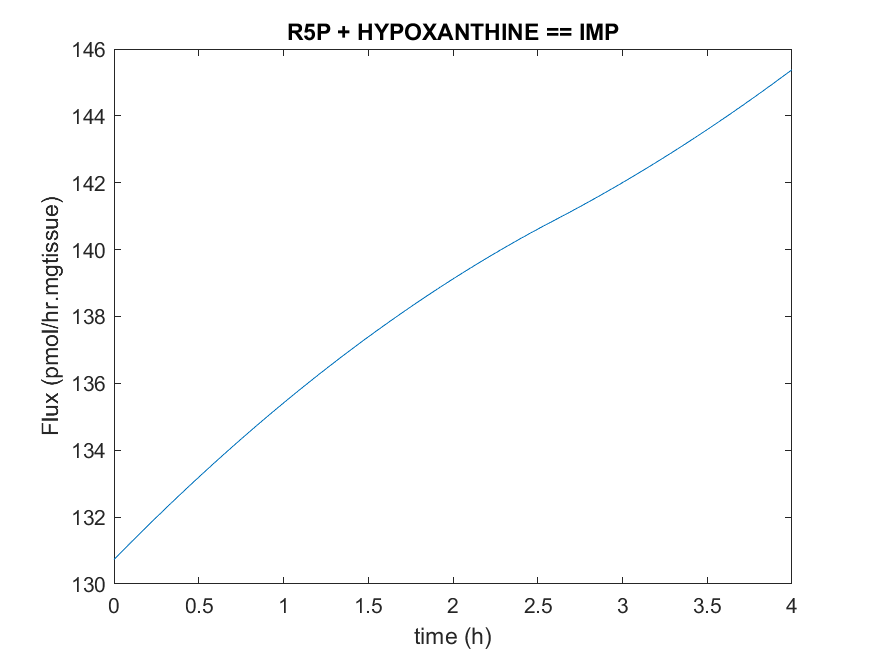 R5P + HYPOXANTHINE == IMP
146
144
142
140
138
136
134
132
130
Flux (pmol/hr.mgtissue)
0 0.5 1 1.5 2 2.5 3 3.5 4
time (h)